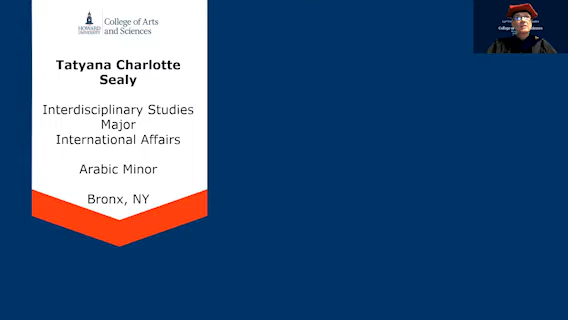 HOWARD
UNIVERSITY
College of Arts
and Sciences
Tatyana Charlotte
Sealy
Interdisciplinary Studies
Major
International Affairs
Arabic Minor
Bronx, NY